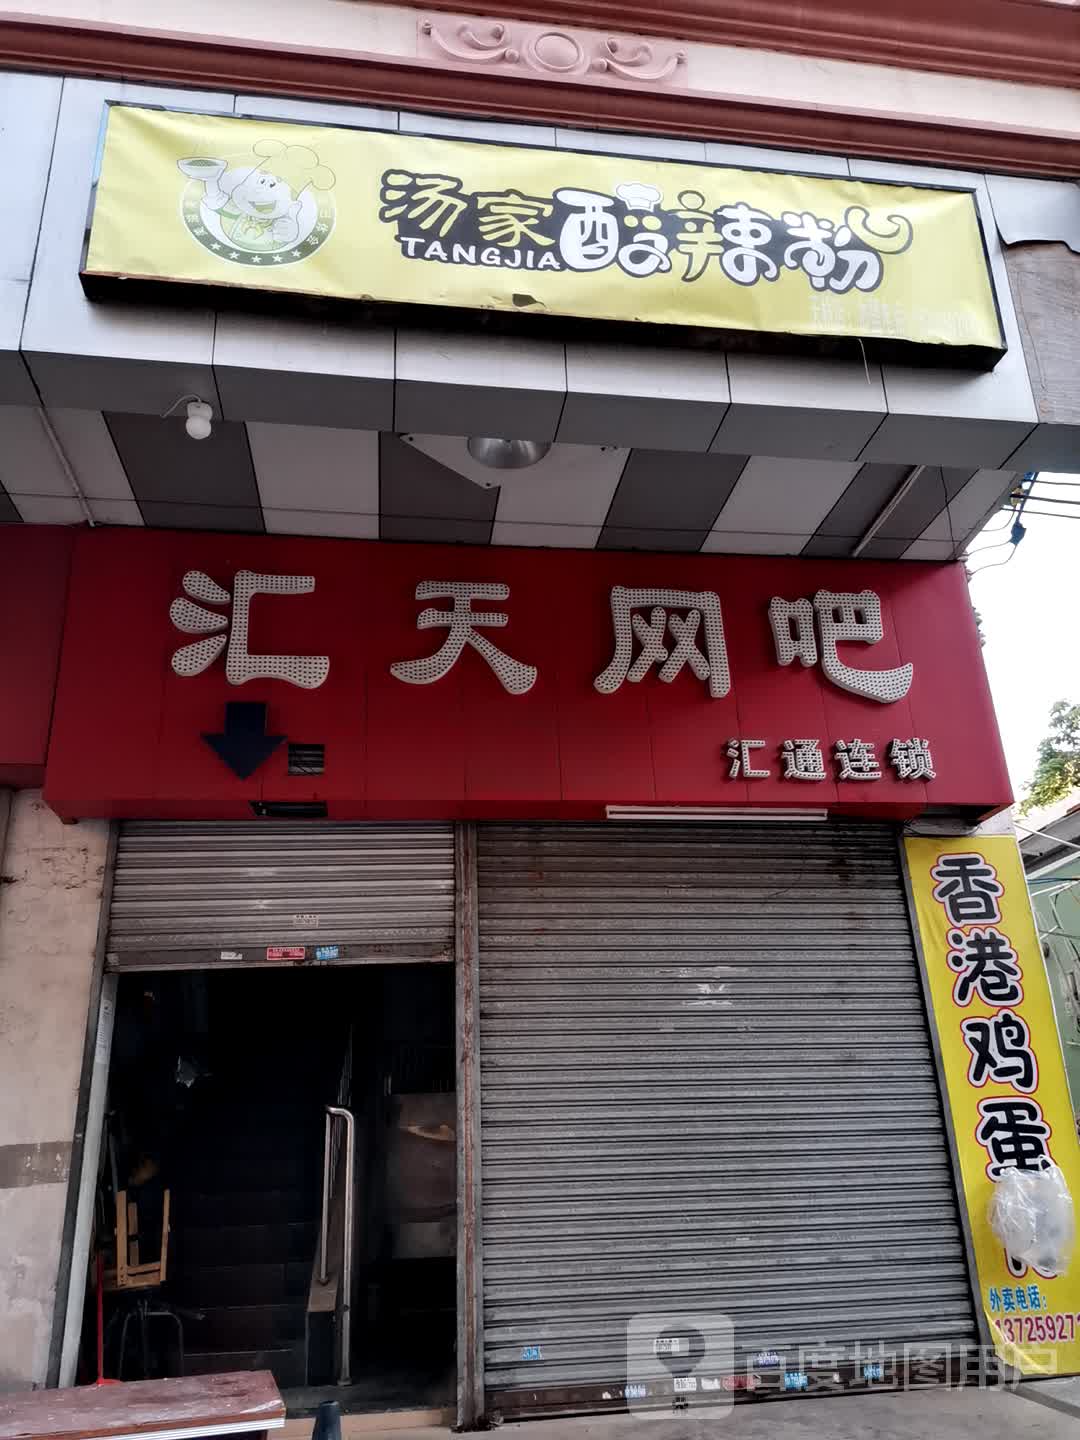 汤家酸辣粉
TANGJIA
汇天网吧
汇通连锁
香港鸡蛋
外卖电话：
13725927
百度地图用户